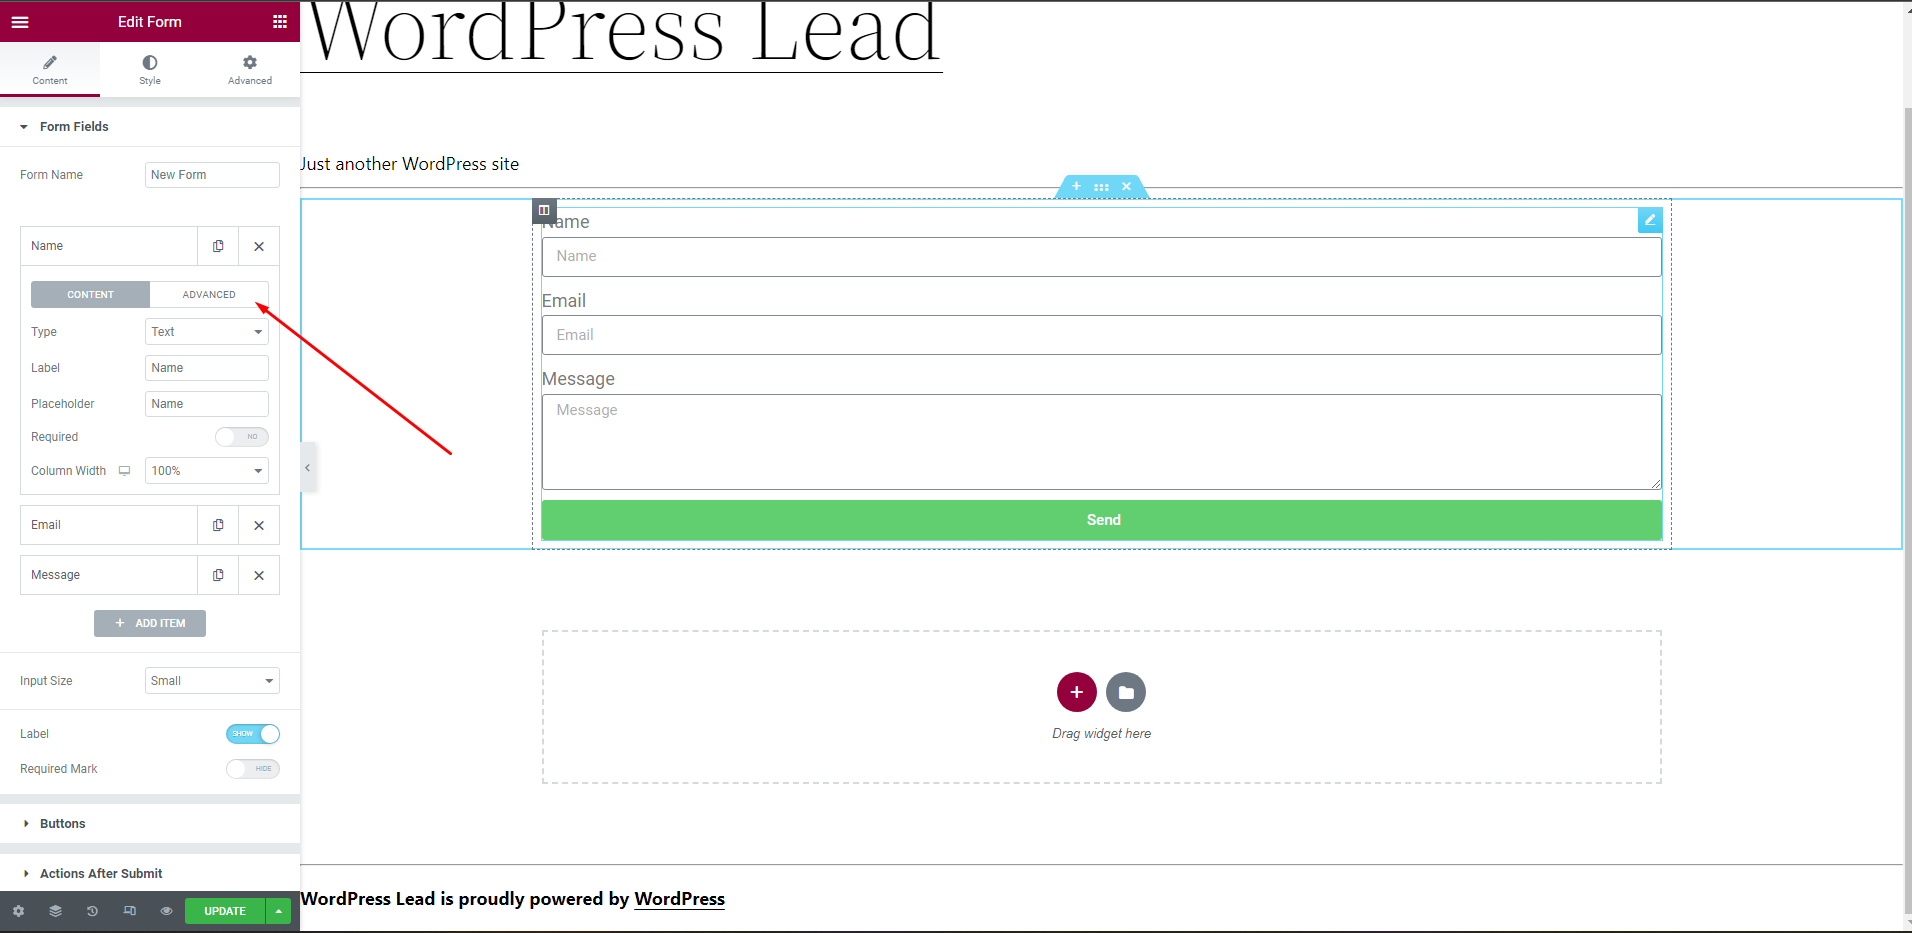 Edit Form
Content
Style
Advanced
Form Fields
Form Name
New Form
Name
CONTENT
ADVANCED
Type
Text
Label
Name
Placeholder
Name
Required
NO
Column Width
100%
Email
Message
+ ADD ITEM
Input Size
Small
Label
SHOW
Required Mark
HIDE
Buttons
Actions After Submit
UPDATE
WordPress Lead
Just another WordPress site
Name
Name
Email
Email
Message
Message
Send
Drag widget here
WordPress Lead is proudly powered by WordPress